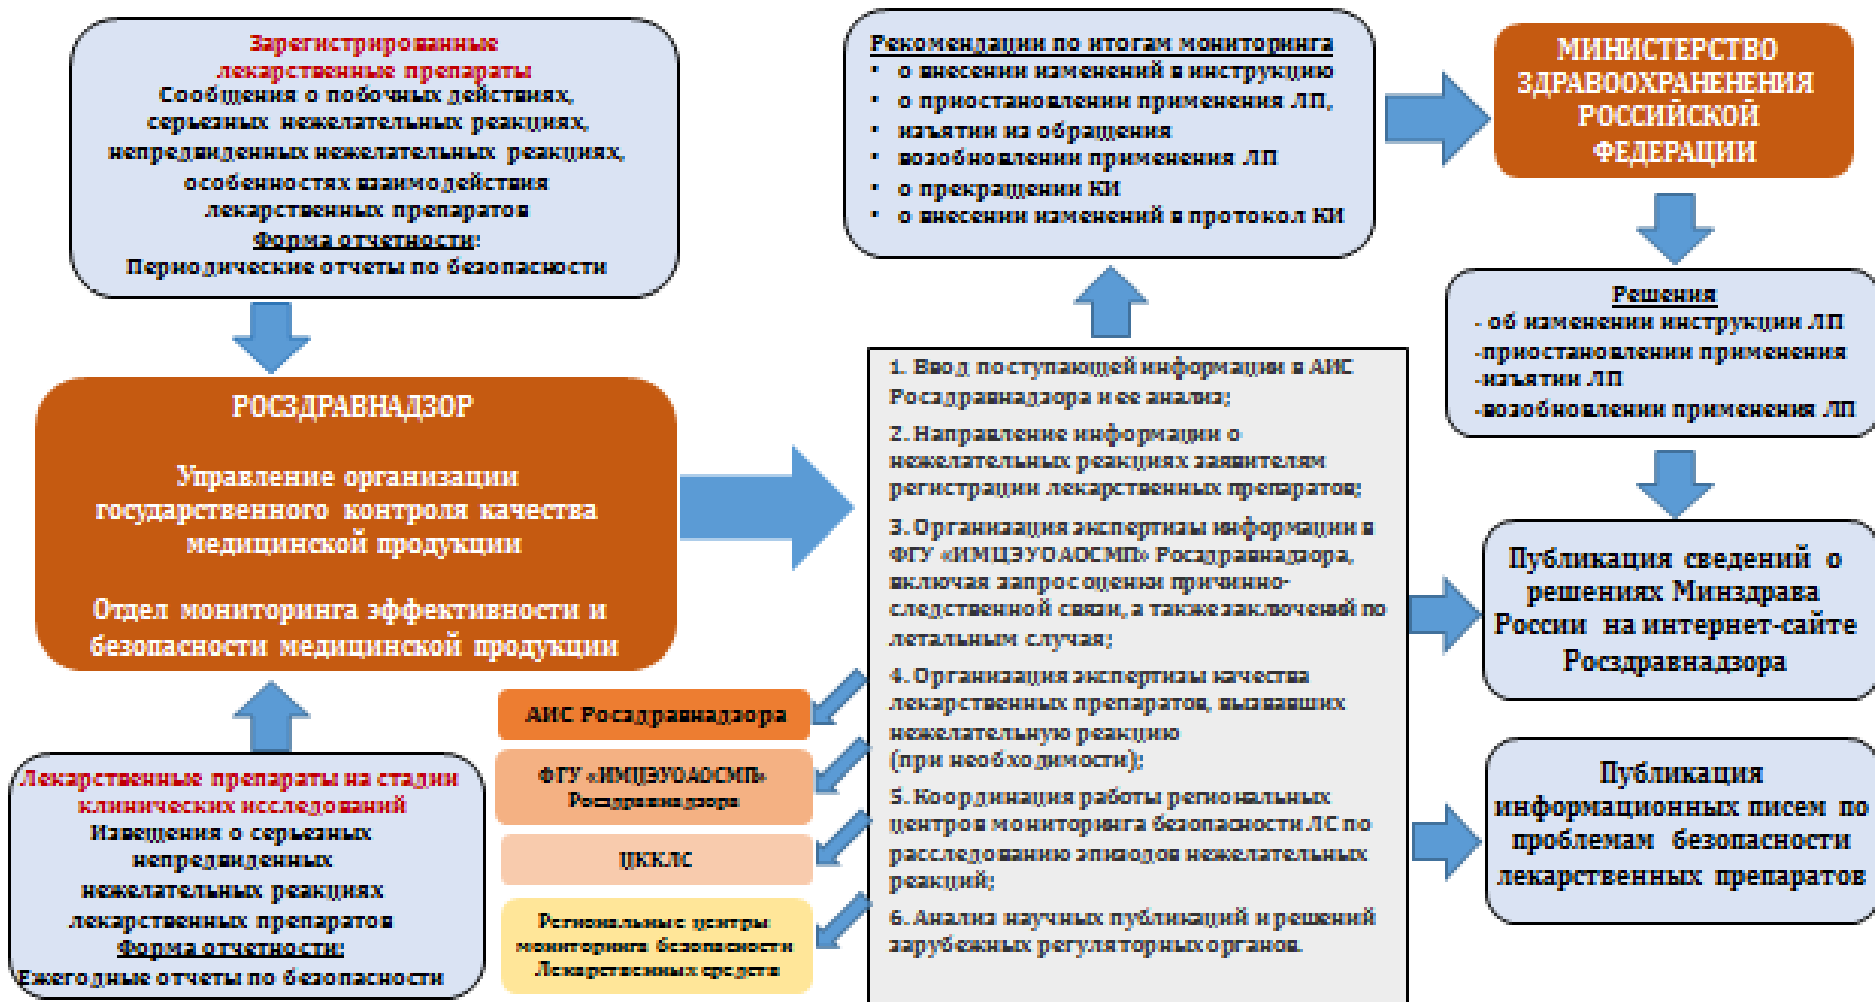 Зарегистрированные
лекарственные препараты
Сообщения о побочных действиях,
серьезных нежелательных реакциях,
непредвиденных нежелательных реакциях,
особенностях взаимодействия
лекарственных препаратов
Форма отчетности:
Периодические отчеты по безопасности
РОСЗДРАВНАДЗОР
Управление организации
государственного контроля качества
медицинской продукции
Отдел мониторинга эффективности и
безопасности медицинской продукции
Лекарственные препараты на стадии
клинических исследований
Извещения о серьезных
непредвиденных
нежелательных реакциях
лекарственных препаратов
Форма отчетности:
Ежегодные отчеты по безопасности
АИС Росздравнадзора
ФГУ «ИМЦЭУОАОСМП»
Росздравнадзора
ЦККЛС
Региональные центры
мониторинга безопасности
Лекарственных средств
Рекомендации по итогам мониторинга
• о внесении изменений в инструкцию
• о приостановлении применения ЛП,
• изъятии из обращения
• возобновлении применения ЛП
• о прекращении КИ
• о внесении изменений в протокол КИ
1. Ввод поступающей информации в АИС
Росздравнадзора и ее анализ;
2. Направление информации о
нежелательных реакциях заявителям
регистрации лекарственных препаратов;
3. Организация экспертизы информации в
ФГУ «ИМЦЭУОАОСМП» Росздравнадзора,
включая запрос оценки причинно-
следственной связи, а также заключений по
летальным случая;
4. Организация экспертизы качества
лекарственных препаратов, вызвавших
нежелательную реакцию
(при необходимости);
5. Координация работы региональных
центров мониторинга безопасности ЛС по
расследованию эпизодов нежелательных
реакций;
6. Анализ научных публикаций и решений
зарубежных регуляторных органов.
МИНИСТЕРСТВО
ЗДРАВООХРАНЕНЕНИЯ
РОССИЙСКОЙ
ФЕДЕРАЦИИ
Решения
- об изменении инструкции ЛП
-приостановлении применения
-изъятии ЛП
-возобновлении применения ЛП
Публикация сведений о
решениях Минздрава
России на интернет-сайте
Росздравнадзора
Публикация
информационных писем по
проблемам безопасности
лекарственных препаратов